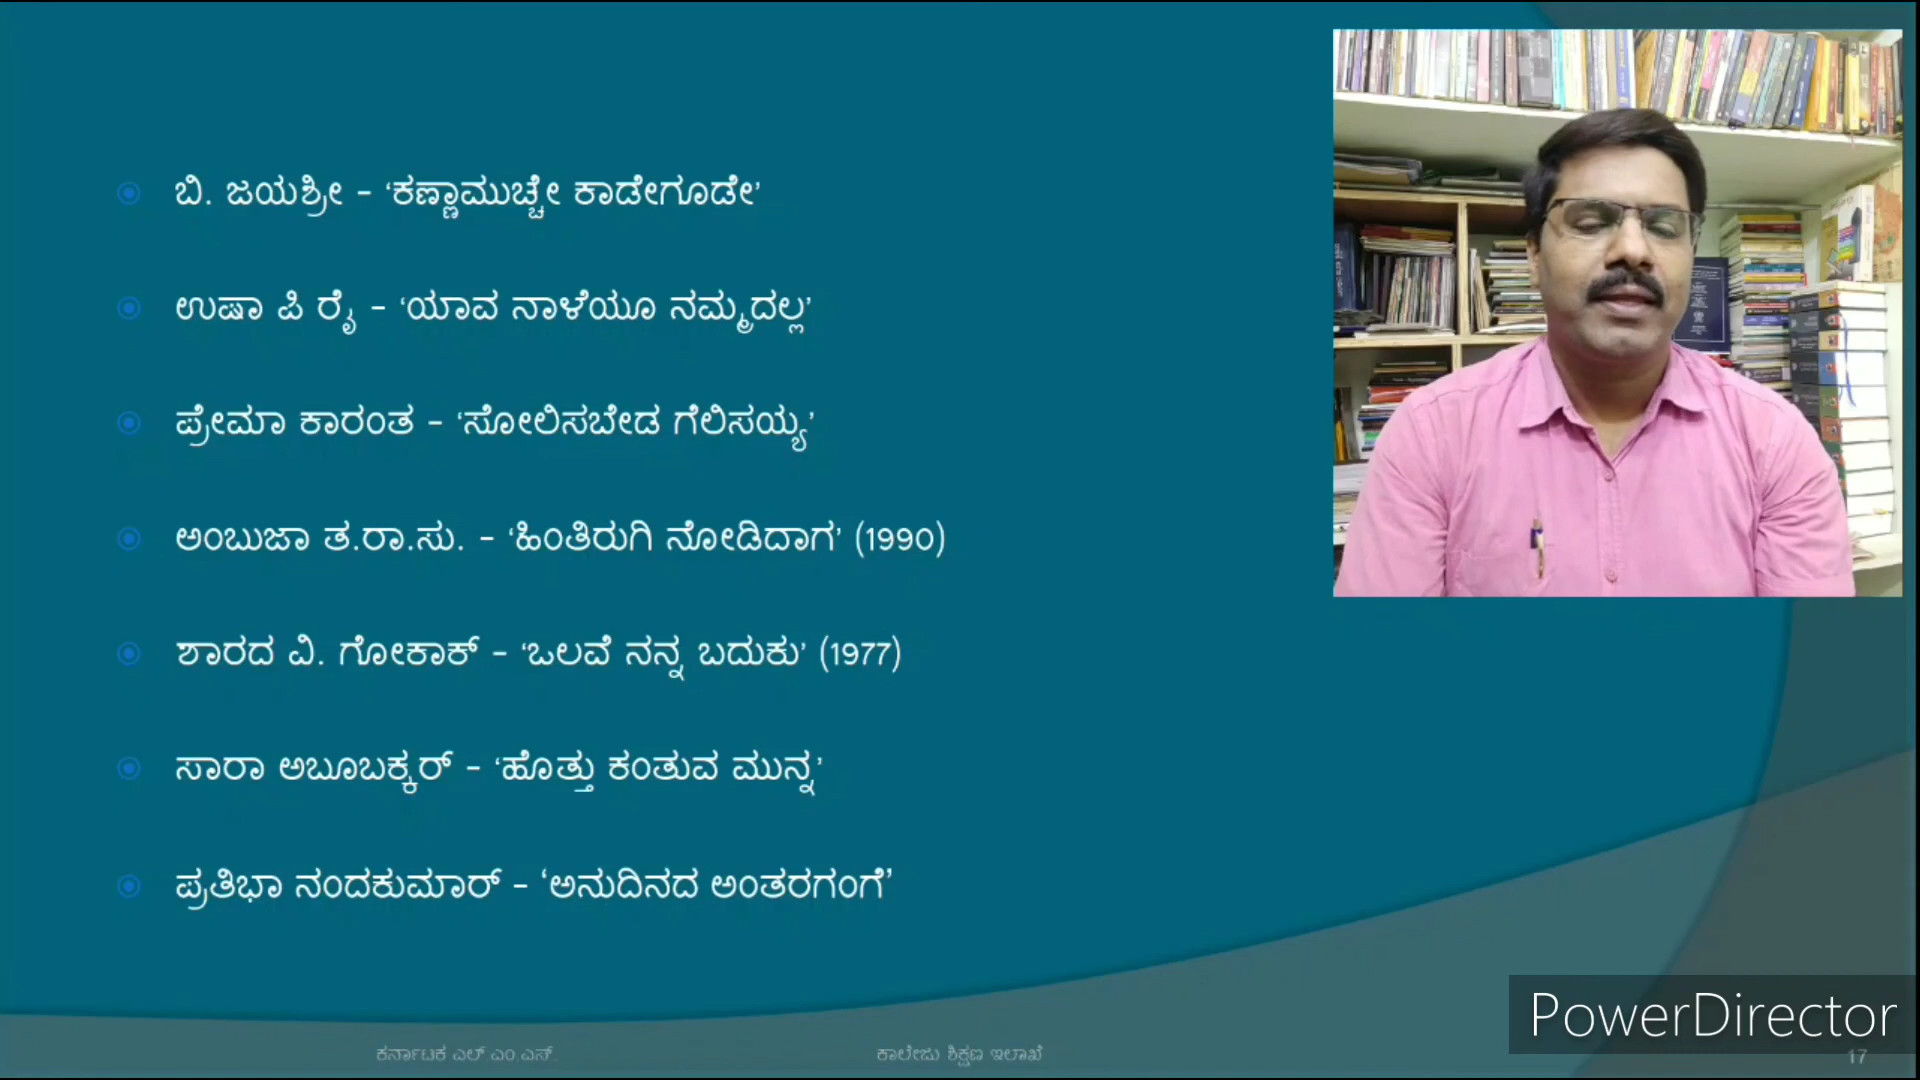 ಬಿ. ಜಯಶ್ರೀ - ‘ಕಣ್ಣಾಮುಚ್ಚೇ ಕಾಡೇಗೂಡೇ’
ಉಷಾ ಪಿ ರೈ - ‘ಯಾವ ನಾಳೆಯೂ ನಮ್ಮದಲ್ಲ’
ಪ್ರೇಮಾ ಕಾರಂತ - ‘ಸೋಲಿಸಬೇಡ ಗೆಲಿಸಯ್ಯ’
ಅಂಬುಜಾ ತ.ರಾ.ಸು. - ‘ಹಿಂತಿರುಗಿ ನೋಡಿದಾಗ’ (1990)
ಶಾರದ ವಿ. ಗೋಕಾಕ್ - ‘ಒಲವೆ ನನ್ನ ಬದುಕು’ (1977)
ಸಾರಾ ಅಬೂಬಕ್ಕರ್ - ‘ಹೊತ್ತು ಕಂತುವ ಮುನ್ನ’
ಪ್ರತಿಭಾ ನಂದಕುಮಾರ್ - ‘ಅನುದಿನದ ಅಂತರಗಂಗೆ’
PowerDirector
ಕರ್ನಾಟಕ ಎಲ್ ಎಂ ಎಸ್. ಕಾಲೇಜು ಶಿಕ್ಷಣ ಇಲಾಖೆ 17